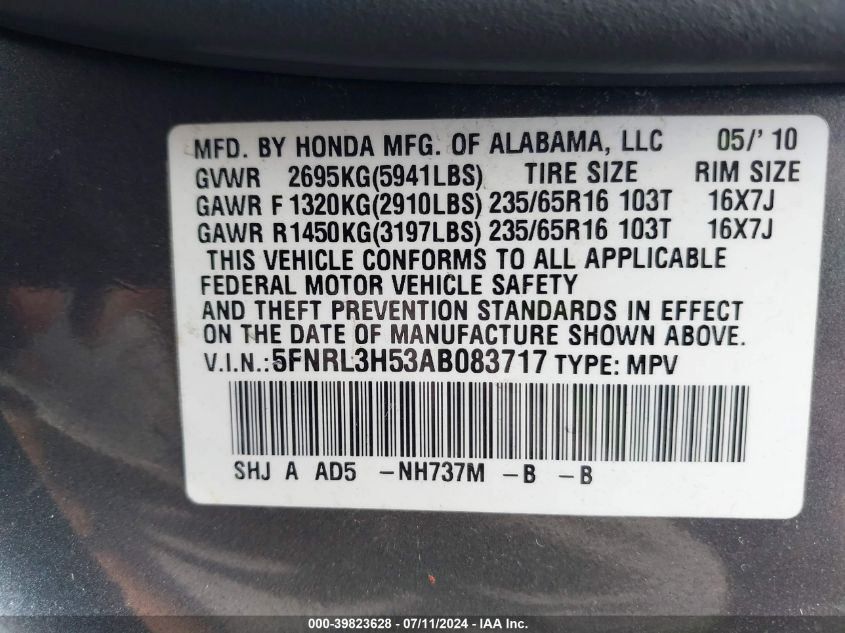 MFD. BY HONDA MFG. OF ALABAMA, LLC 05/' 10
GVWR 2695KG(5941LBS) TIRE SIZE RIM SIZE
GAWR F 1320KG(2910LBS) 235/65R16 103T 16X7J
GAWR R1450KG(3197LBS) 235/65R16 103T 16X7J
THIS VEHICLE CONFORMS TO ALL APPLICABLE
FEDERAL MOTOR VEHICLE SAFETY
AND THEFT PREVENTION STANDARDS IN EFFECT
ON THE DATE OF MANUFACTURE SHOWN ABOVE.
V.I.N.: 5FNRL3H53AB083717 TYPE: MPV
SHJ A AD5 -NH737M -B -B
000-39823628 - 07/11/2024 - IAA Inc.